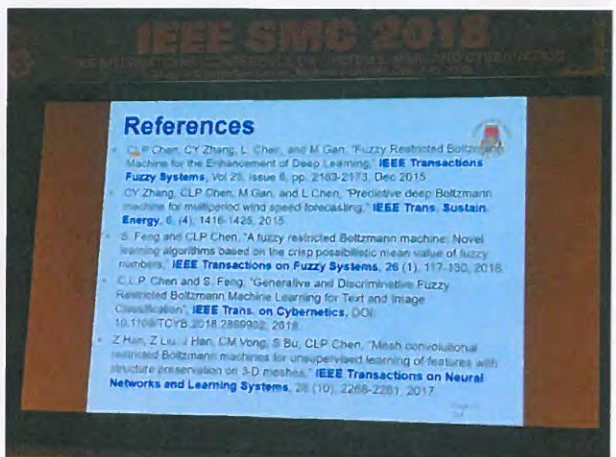 IEEE SMC 2018
References
• CLP Chen, CY Zhang, L. Chen, and M Gan, "Fuzzy Restricted Boltzmann
Machine for the Enhancement of Deep Learning," IEEE Transactions
Fuzzy Systems, Vol 23, issue 6, pp. 2163-2173, Dec 2015.
• CY Zhang, CLP Chen, M Gan, and L Chen, "Predictive deep Boltzmann
machine for multiperiod wind speed forecasting," IEEE Trans. Sustain.
Energy, 6, (4), 1416-1425, 2015.
• S. Feng and CLP Chen, "A fuzzy restricted Boltzmann machine: Novel
learning algorithms based on the crisp possibilistic mean value of fuzzy
numbers," IEEE Transactions on Fuzzy Systems, 26 (1), 117-130, 2018.
• C.L.P. Chen and S. Feng, "Generative and Discriminative Fuzzy
Restricted Boltzmann Machine Learning for Text and Image
Classification", IEEE Trans. on Cybernetics, DOI:
2018.
• Z Han, Z Liu, J Han, CM Vong, S Bu, CLP Chen, "Mesh convolutional
restricted Boltzmann machines for unsupervised learning of features with
structure preservation on 3-D meshes," IEEE Transactions on Neural
Networks and Learning Systems, 28 (10), 2268-2281, 2017